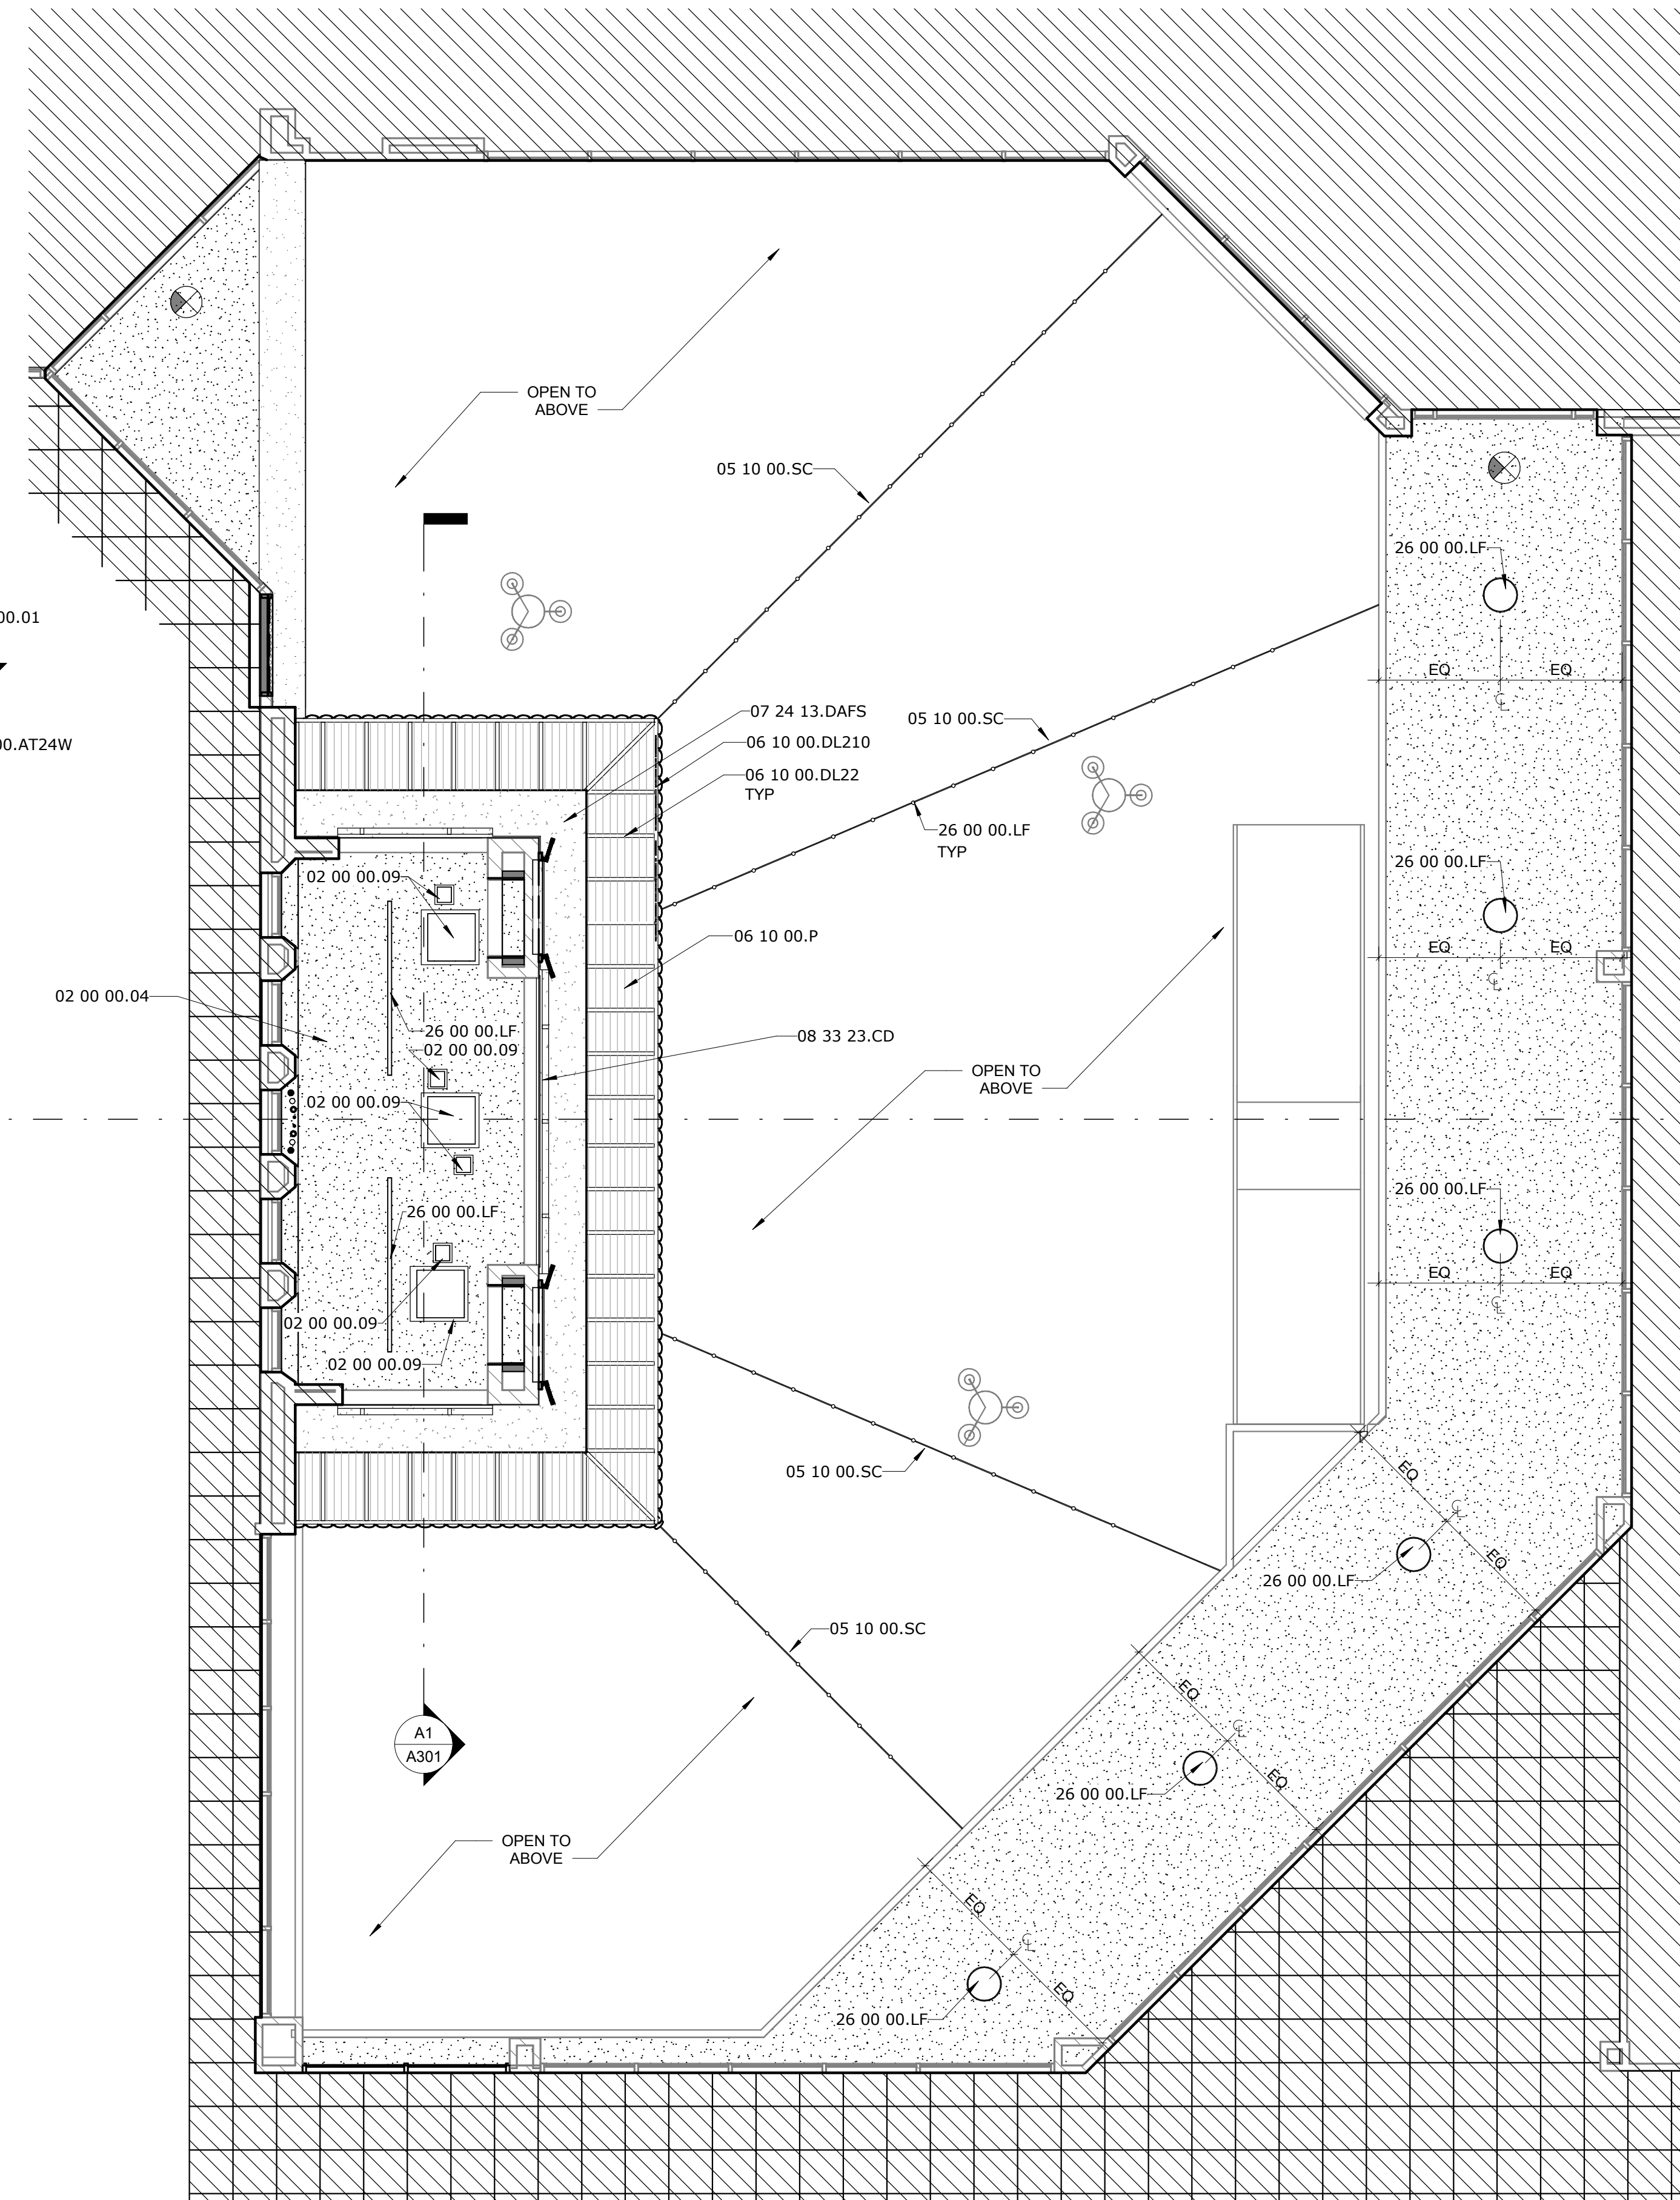 OPEN TO
ABOVE
05 10 00.SC
26 00 00.LF
00.01
EQ
EQ
℄
07 24 13.DAFS
05 10 00.SC
06 10 00.DL210
00.AT24W
06 10 00.DL22
TYP
26 00 00.LF
TYP
26 00 00.LF
02 00 00.09
06 10 00.P
EQ
EQ
℄
02 00 00.04
26 00 00.LF
08 33 23.CD
02 00 00.09
OPEN TO
ABOVE
02 00 00.09
26 00 00.LF
26 00 00.LF
EQ
EQ
℄
02 00 00.09
02 00 00.09
05 10 00.SC
EQ
℄
EQ
26 00 00.LF
05 10 00.SC
EQ
℄
A1
A301
EQ
26 00 00.LF
OPEN TO
ABOVE
EQ
℄
EQ
26 00 00.LF